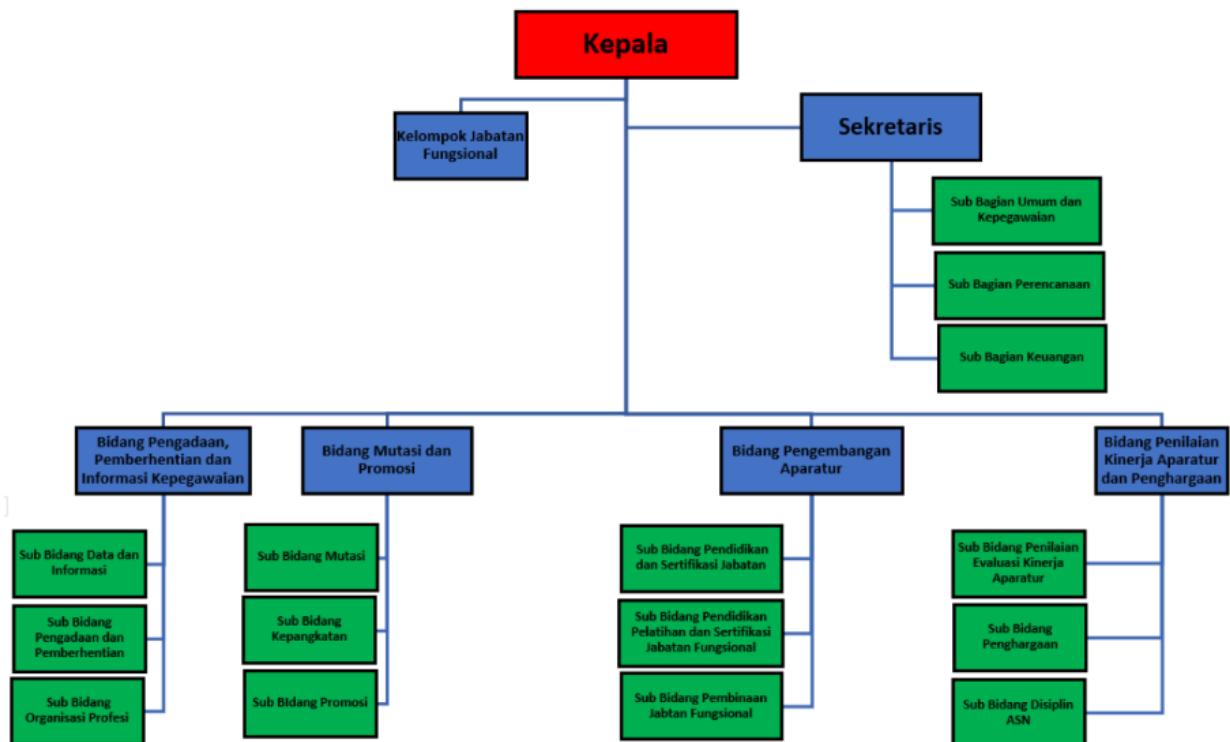 Kepala
Kelompok Jabatan
Fungsional
Sekretaris
Sub Bagian Umum dan
Kepegawaian
Sub Bagian Perencanaan
Sub Bagian Keuangan
Bidang Pengadaan,
Pemberhentian dan
Informasi Kepegawaian
Bidang Mutasi dan
Promosi
Bidang Pengembangan
Aparatur
Bidang Penilaian
Kinerja Aparatur
dan Penghargaan
Sub Bidang Data dan
Informasi
Sub Bidang
Pengadaan dan
Pemberhentian
Sub Bidang
Organisasi Profesi
Sub Bidang Mutasi
Sub Bidang
Kepangkatan
Sub BIdang Promosi
Sub Bidang Pendidikan
dan Sertifikasi Jabatan
Sub Bidang Pendidikan
Pelatihan dan Sertifikasi
Jabatan Fungsional
Sub Bidang Pembinaan
Jabtan Fungsional
Sub Bidang Penilaian
Evaluasi Kinerja
Aparatur
Sub Bidang
Penghargaan
Sub Bidang Disiplin
ASN